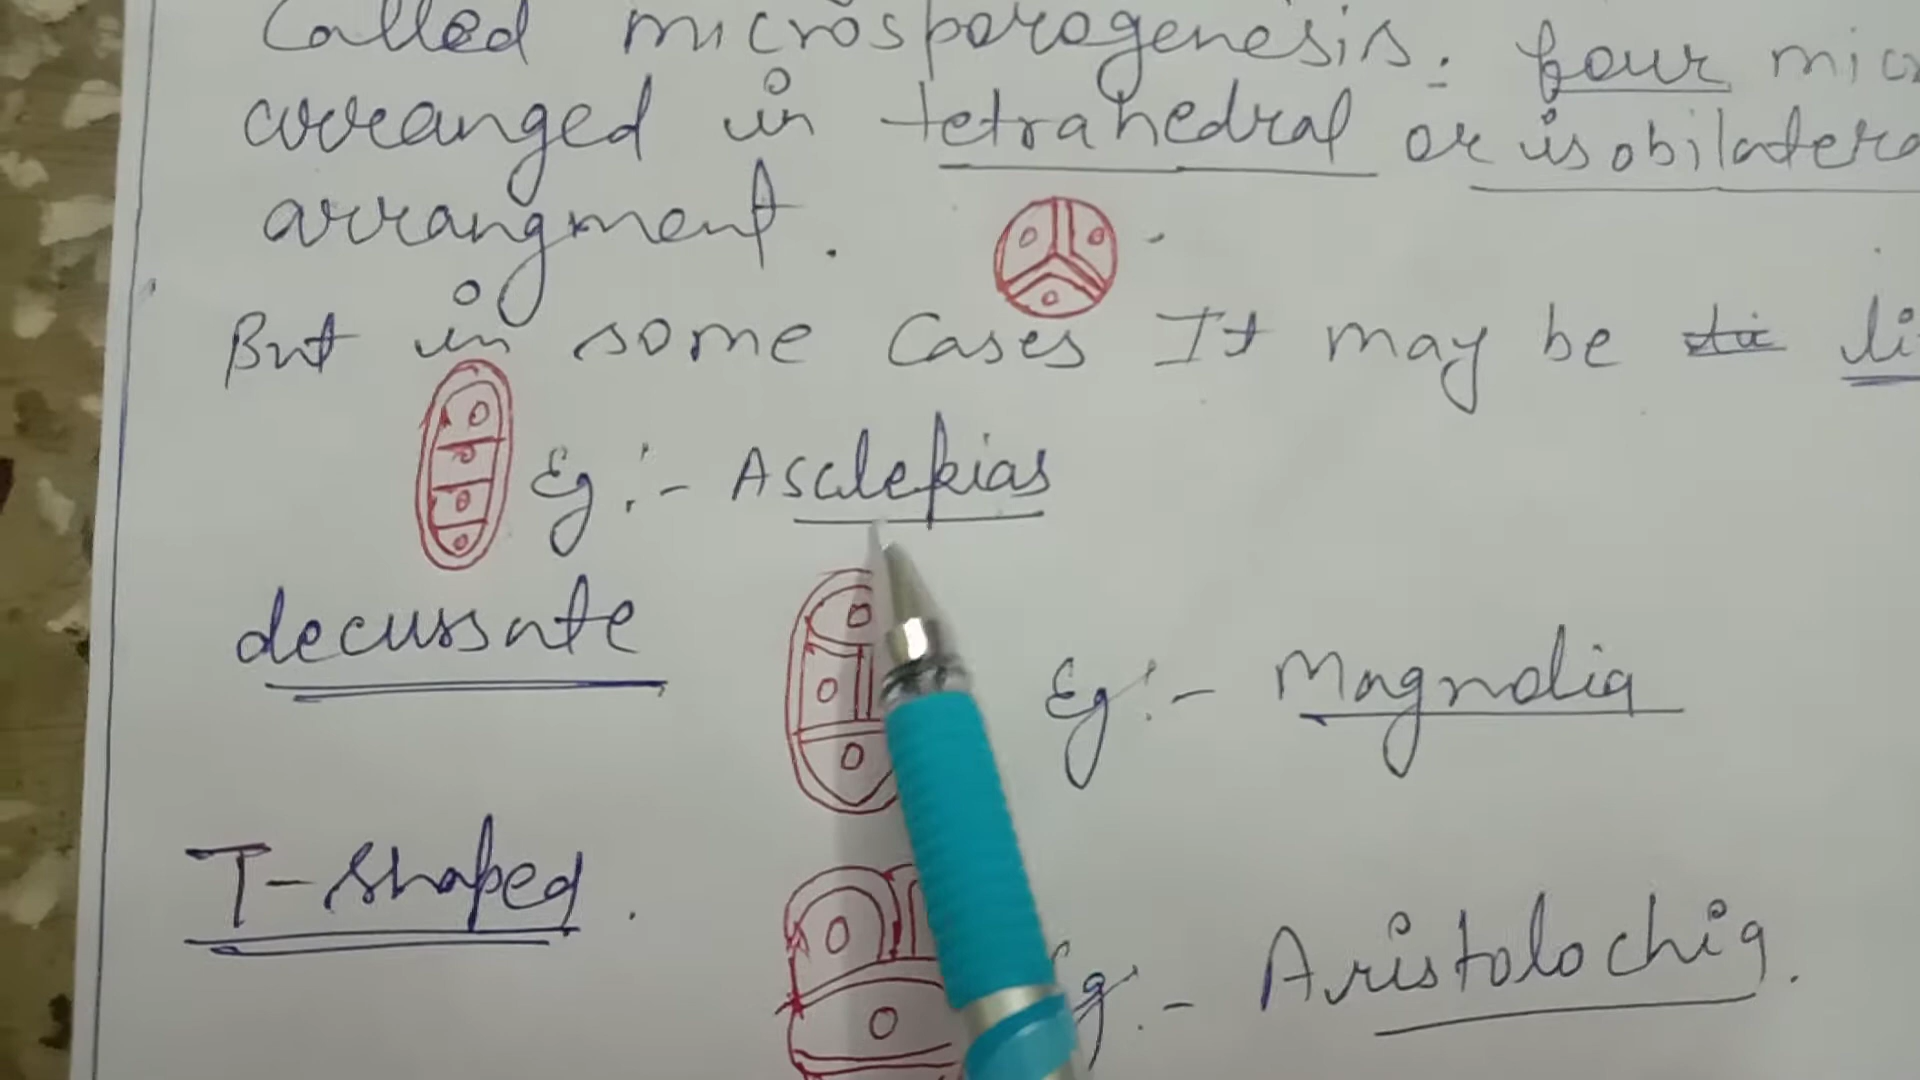 Called microsporogenesis. four mic
arranged in tetrahedral or isobilatera
arrangment.
But in some Cases It may be li
Eg:- Asclepias
decussate
Eg:- Magnolia
T-shaped.
Eg:- Aristolochia.